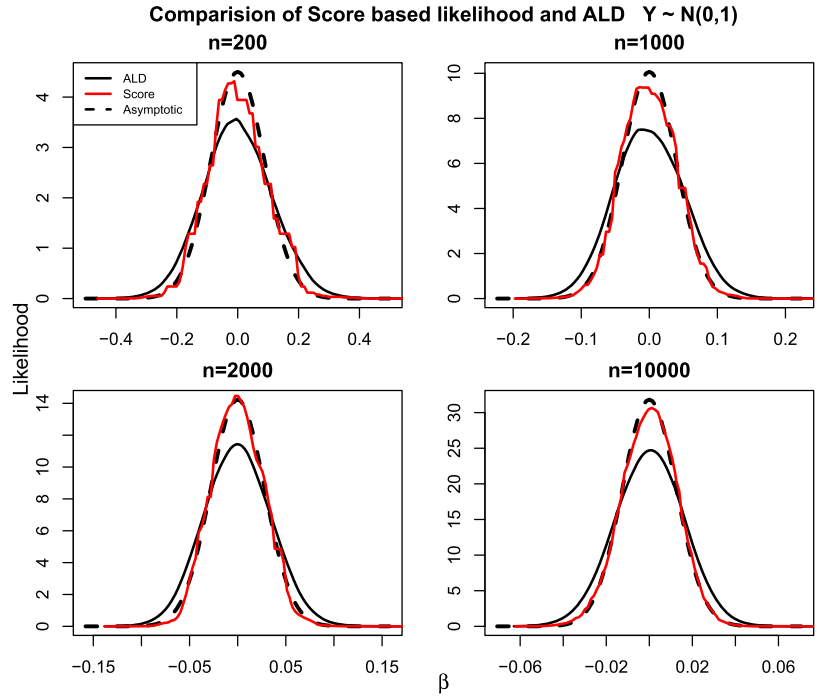 Comparision of Score based likelihood and ALD   Y ~ N(0,1)
n=200
ALD
Score
Asymptotic
0 1 2 3 4
−0.4 −0.2 0.0 0.2 0.4
n=1000
0 2 4 6 8 10
−0.2 −0.1 0.0 0.1 0.2
Likelihood
n=2000
0 2 4 6 8 10 14
−0.15 −0.05 0.05 0.15
n=10000
0 5 10 15 20 25 30
−0.06 −0.02 0.02 0.06
β